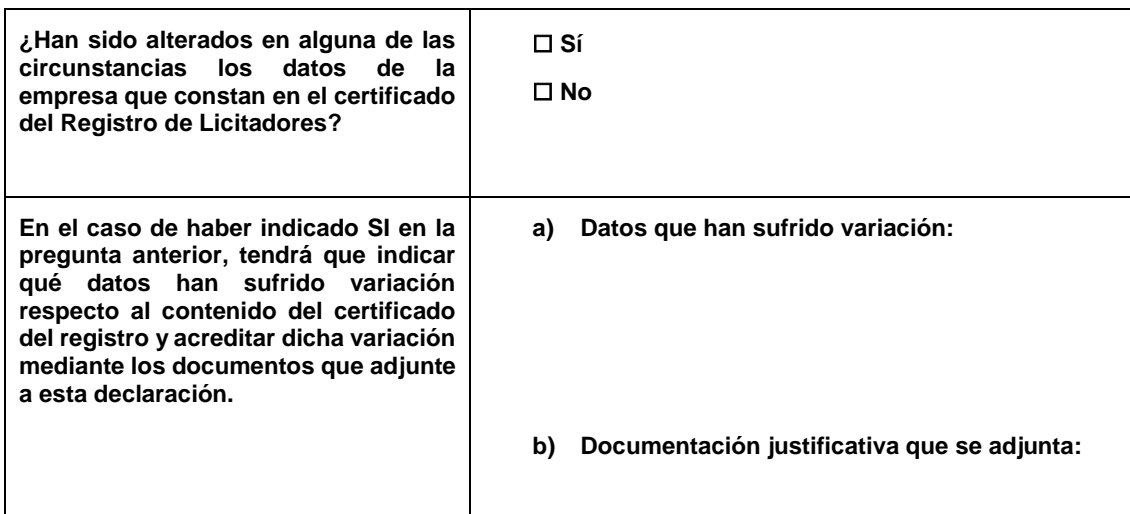 ¿Han sido alterados en alguna de las
circunstancias los datos de la
empresa que constan en el certificado
del Registro de Licitadores?
☐ Sí
☐ No
En el caso de haber indicado SI en la
pregunta anterior, tendrá que indicar
qué datos han sufrido variación
respecto al contenido del certificado
del registro y acreditar dicha variación
mediante los documentos que adjunte
a esta declaración.
a) Datos que han sufrido variación:
b) Documentación justificativa que se adjunta: